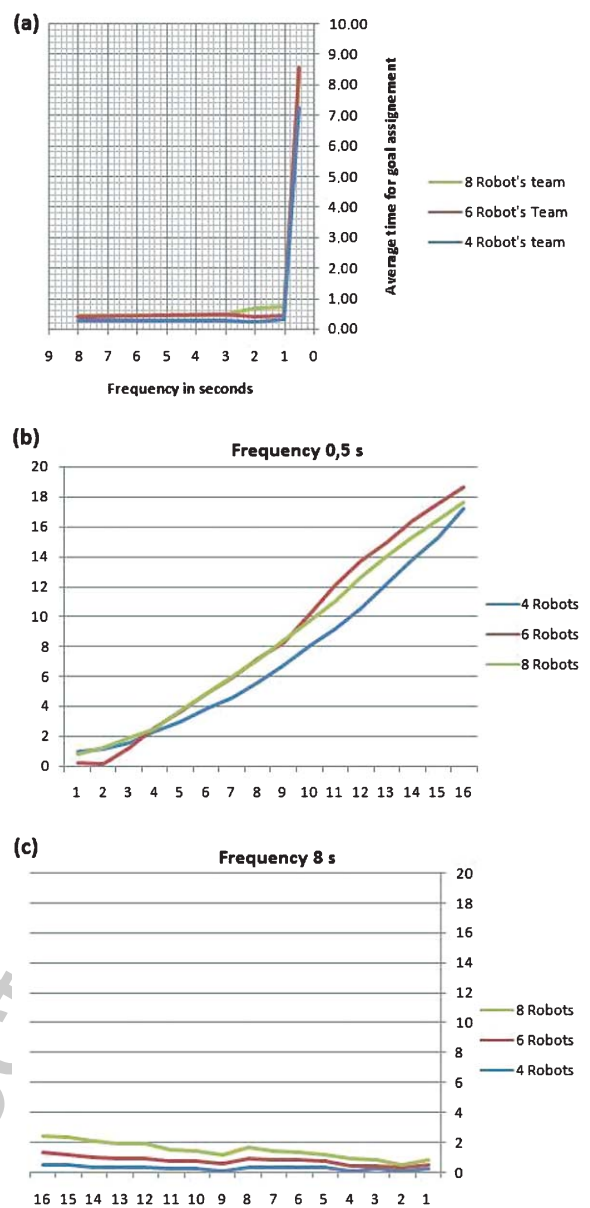 (a)
10.00
9.00
8.00
7.00
6.00
5.00
4.00
3.00
2.00
1.00
0.00
Average time for goal assignement
9 8 7 6 5 4 3 2 1 0
Frequency in seconds
8 Robot's team
6 Robot's Team
4 Robot's team
(b)
Frequency 0,5 s
20
18
16
14
12
10
8
6
4
2
0
1 2 3 4 5 6 7 8 9 10 11 12 13 14 15 16
4 Robots
6 Robots
8 Robots
(c)
Frequency 8 s
20
18
16
14
12
10
8
6
4
2
0
16 15 14 13 12 11 10 9 8 7 6 5 4 3 2 1
8 Robots
6 Robots
4 Robots